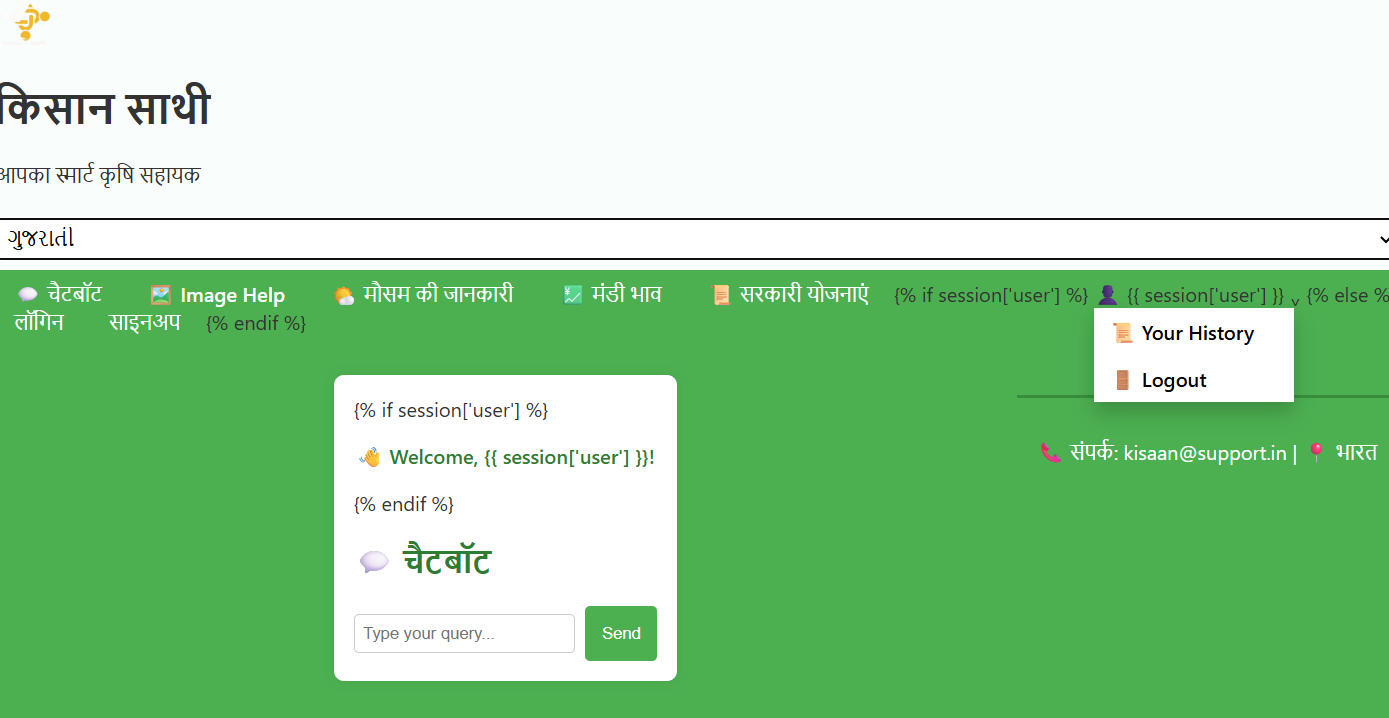 किसान साथी
आपका स्मार्ट कृषि सहायक
ગુજરાતી
💬 चैटबॉट 🖼️ Image Help 🌤️ मौसम की जानकारी 💹 मंडी भाव 📜 सरकारी योजनाएं {% if session['user'] %} 👤 {{ session['user'] }} ˬ {% else %
लॉगिन साइनअप {% endif %}
📜 Your History
🚪 Logout
{% if session['user'] %}
👋 Welcome, {{ session['user'] }}!
{% endif %}
💬 चैटबॉट
Type your query... Send
📞 संपर्क: kisaan@support.in | 📍 भारत